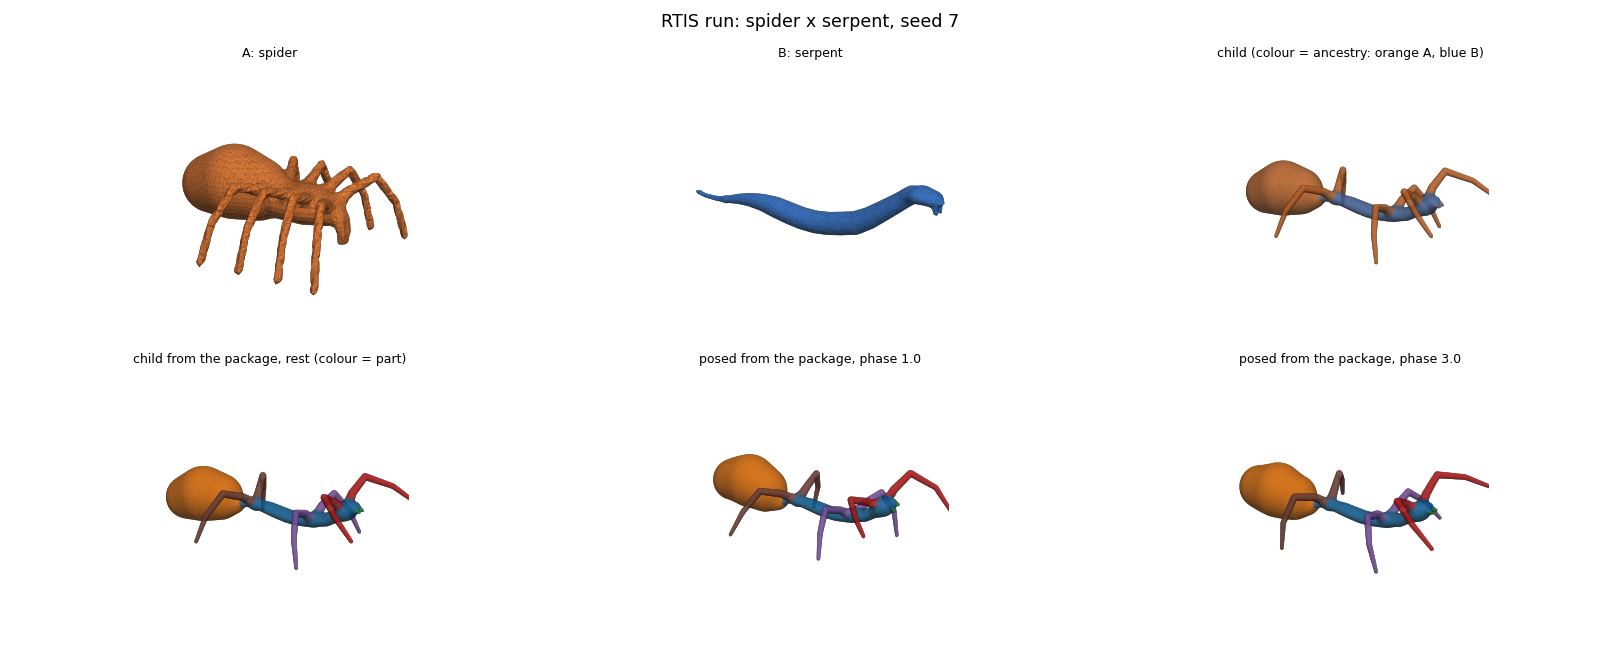 RTIS run: spider x serpent, seed 7
A: spider
B: serpent
child (colour = ancestry: orange A, blue B)
child from the package, rest (colour = part)
posed from the package, phase 1.0
posed from the package, phase 3.0